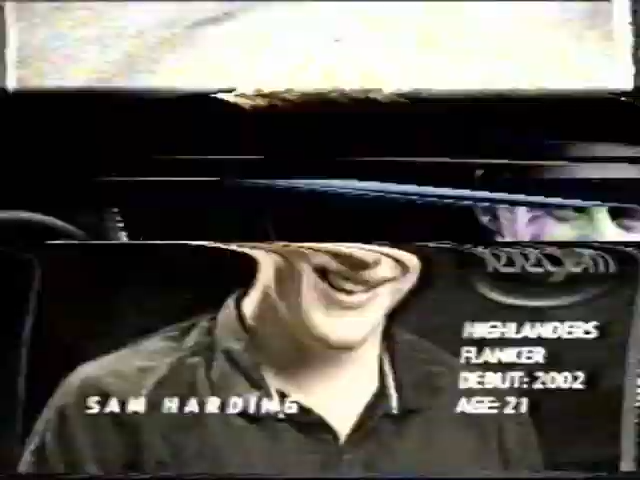 HIGHLANDERS
FLANKER
DEBUT: 2002
AGE: 21
SAM HARDING